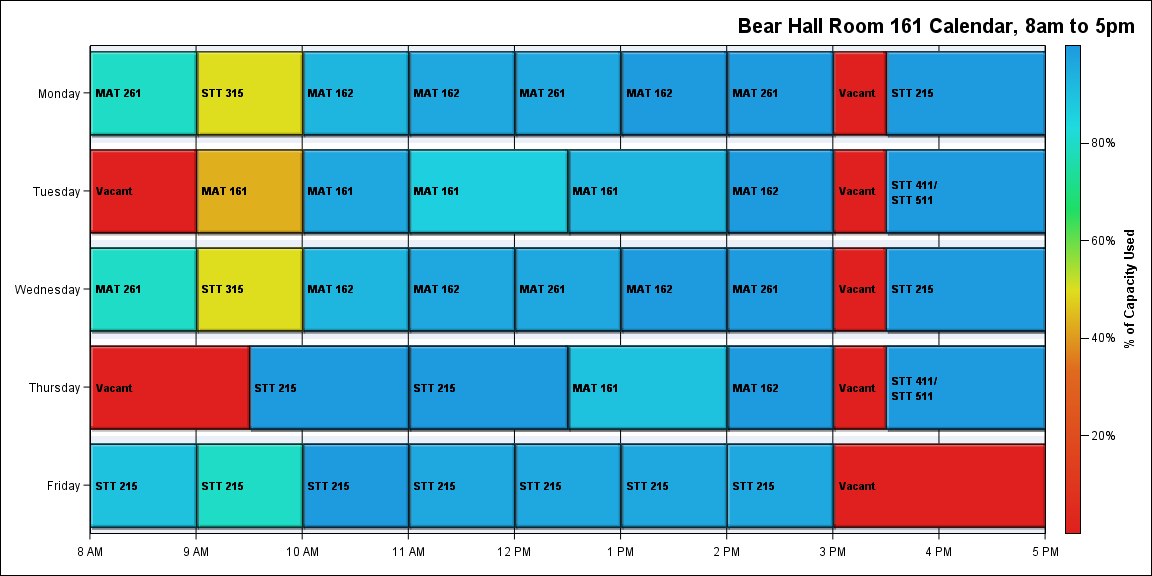 Bear Hall Room 161 Calendar, 8am to 5pm
Monday
MAT 261
STT 315
MAT 162
MAT 162
MAT 261
MAT 162
MAT 261
Vacant
STT 215
Tuesday
Vacant
MAT 161
MAT 161
MAT 161
MAT 161
MAT 162
Vacant
STT 411/
STT 511
Wednesday
MAT 261
STT 315
MAT 162
MAT 162
MAT 261
MAT 162
MAT 261
Vacant
STT 215
Thursday
Vacant
STT 215
STT 215
MAT 161
MAT 162
Vacant
STT 411/
STT 511
Friday
STT 215
STT 215
STT 215
STT 215
STT 215
STT 215
STT 215
Vacant
8 AM
9 AM
10 AM
11 AM
12 PM
1 PM
2 PM
3 PM
4 PM
5 PM
80%
60%
40%
20%
% of Capacity Used